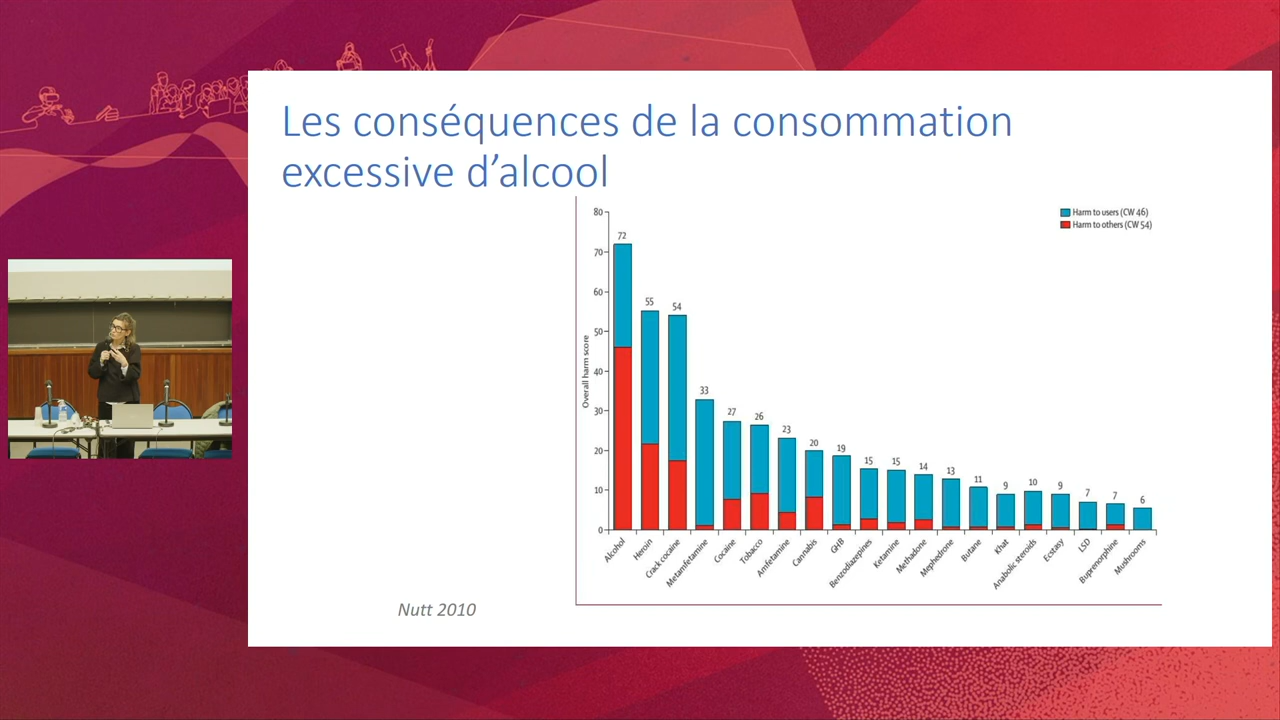 Les conséquences de la consommation
excessive d'alcool
Harm to users (CW 46)
Harm to others (CW 54)
Overall harm score
80
70
60
50
40
30
20
10
0
72
55
54
33
27
26
23
20
19
15
15
14
13
11
9
10
9
7
7
6
Alcohol
Heroin
Crack cocaine
Metamfetamine
Cocaine
Tobacco
Amfetamine
Cannabis
GHB
Benzodiazepines
Ketamine
Methadone
Mephedrone
Butane
Khat
Anabolic steroids
Ecstasy
LSD
Buprenorphine
Mushrooms
Nutt 2010